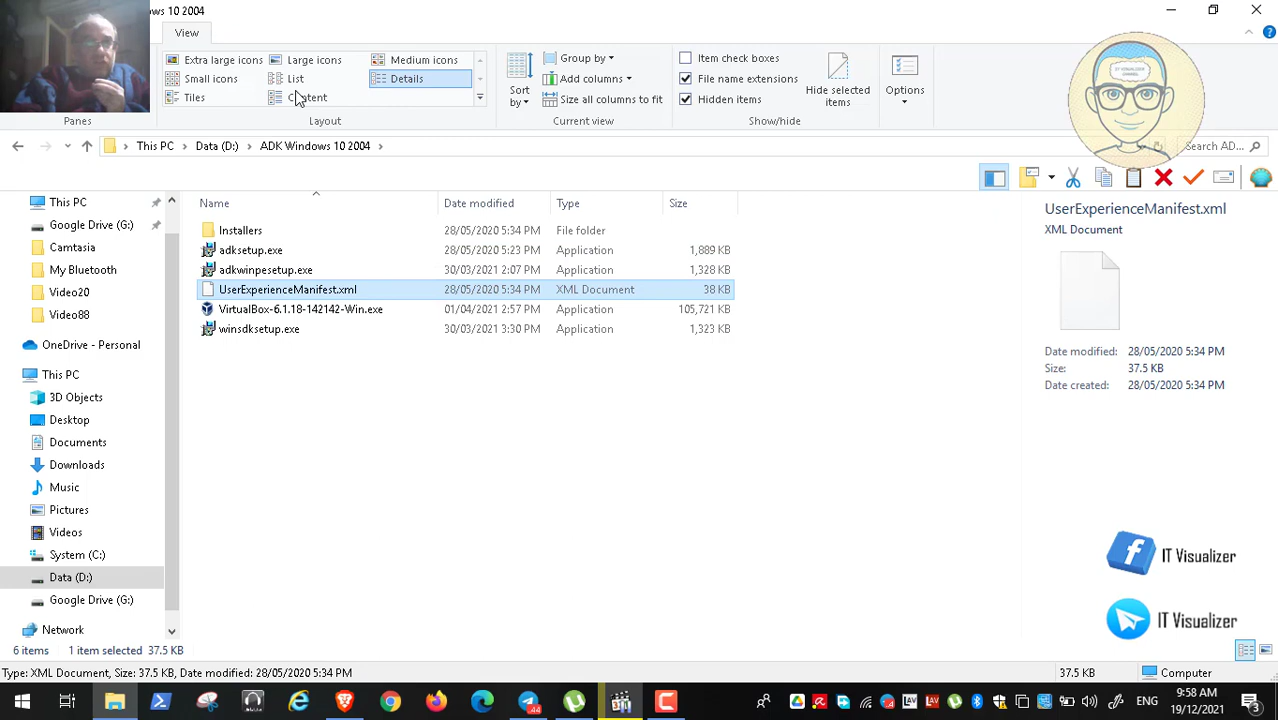 ws 10 2004
View
Extra large icons
Large icons
Medium icons
Small icons
List
Details
Tiles
Sort by
Group by
Add columns
Size all columns to fit
Item check boxes
File name extensions
Hidden items
Hide selected items
Options
Panes
Layout
Current view
Show/hide
IT VISUALIZER
CHANNEL
This PC
Data (D:)
ADK Windows 10 2004
Search AD...
This PC
Google Drive (G:)
Camtasia
My Bluetooth
Video20
Video88
OneDrive - Personal
This PC
3D Objects
Desktop
Documents
Downloads
Music
Pictures
Videos
System (C:)
Data (D:)
Google Drive (G:)
Network
Name Date modified Type Size
Installers 28/05/2020 5:34 PM File folder
adksetup.exe 28/05/2020 5:23 PM Application 1,889 KB
adkwinpesetup.exe 30/03/2021 2:07 PM Application 1,328 KB
UserExperienceManifest.xml 28/05/2020 5:34 PM XML Document 38 KB
VirtualBox-6.1.18-142142-Win.exe 01/04/2021 2:57 PM Application 105,721 KB
winsdksetup.exe 30/03/2021 3:30 PM Application 1,323 KB
UserExperienceManifest.xml
XML Document
Date modified: 28/05/2020 5:34 PM
Size: 37.5 KB
Date created: 28/05/2020 5:34 PM
IT Visualizer
IT Visualizer
6 items 1 item selected 37.5 KB
Type: XML Document, Size: 37.5 KB, Date modified: 28/05/2020 5:34 PM
37.5 KB
Computer
44
LAV
LAV
ENG
9:58 AM
19/12/2021
3